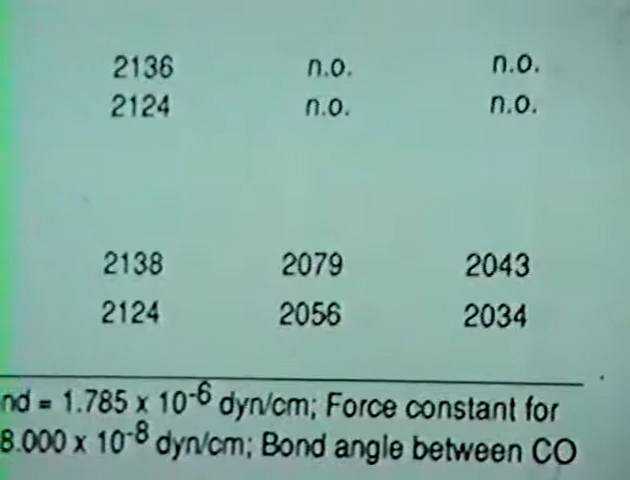 2136 n.o. n.o.
2124 n.o. n.o.
2138 2079 2043
2124 2056 2034
nd = 1.785 x 10-6 dyn/cm; Force constant for
8.000 x 10-8 dyn/cm; Bond angle between CO